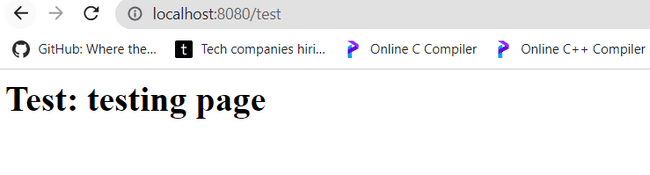 localhost:8080/test
GitHub: Where the... Tech companies hiri... Online C Compiler Online C++ Compiler
Test: testing page